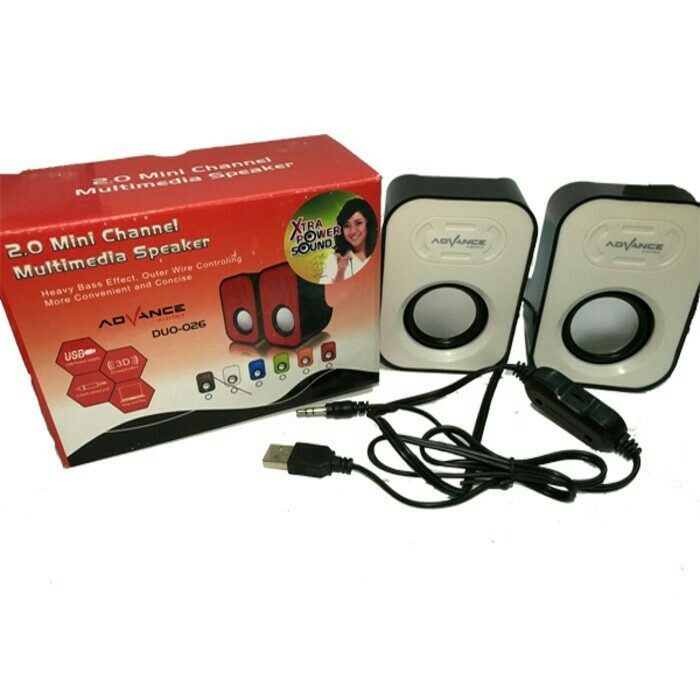 2.0 Mini Channel
Multimedia Speaker
2.0 Mini Channel
Multimedia Speaker
Heavy Bass Effect, Outer Wire Controling
More Convenient and Concise
XTRA
POWER
SOUND
ADVANCE
DIGITALS
DUO-026
USB
3D
ADVANCE
ADVANCE